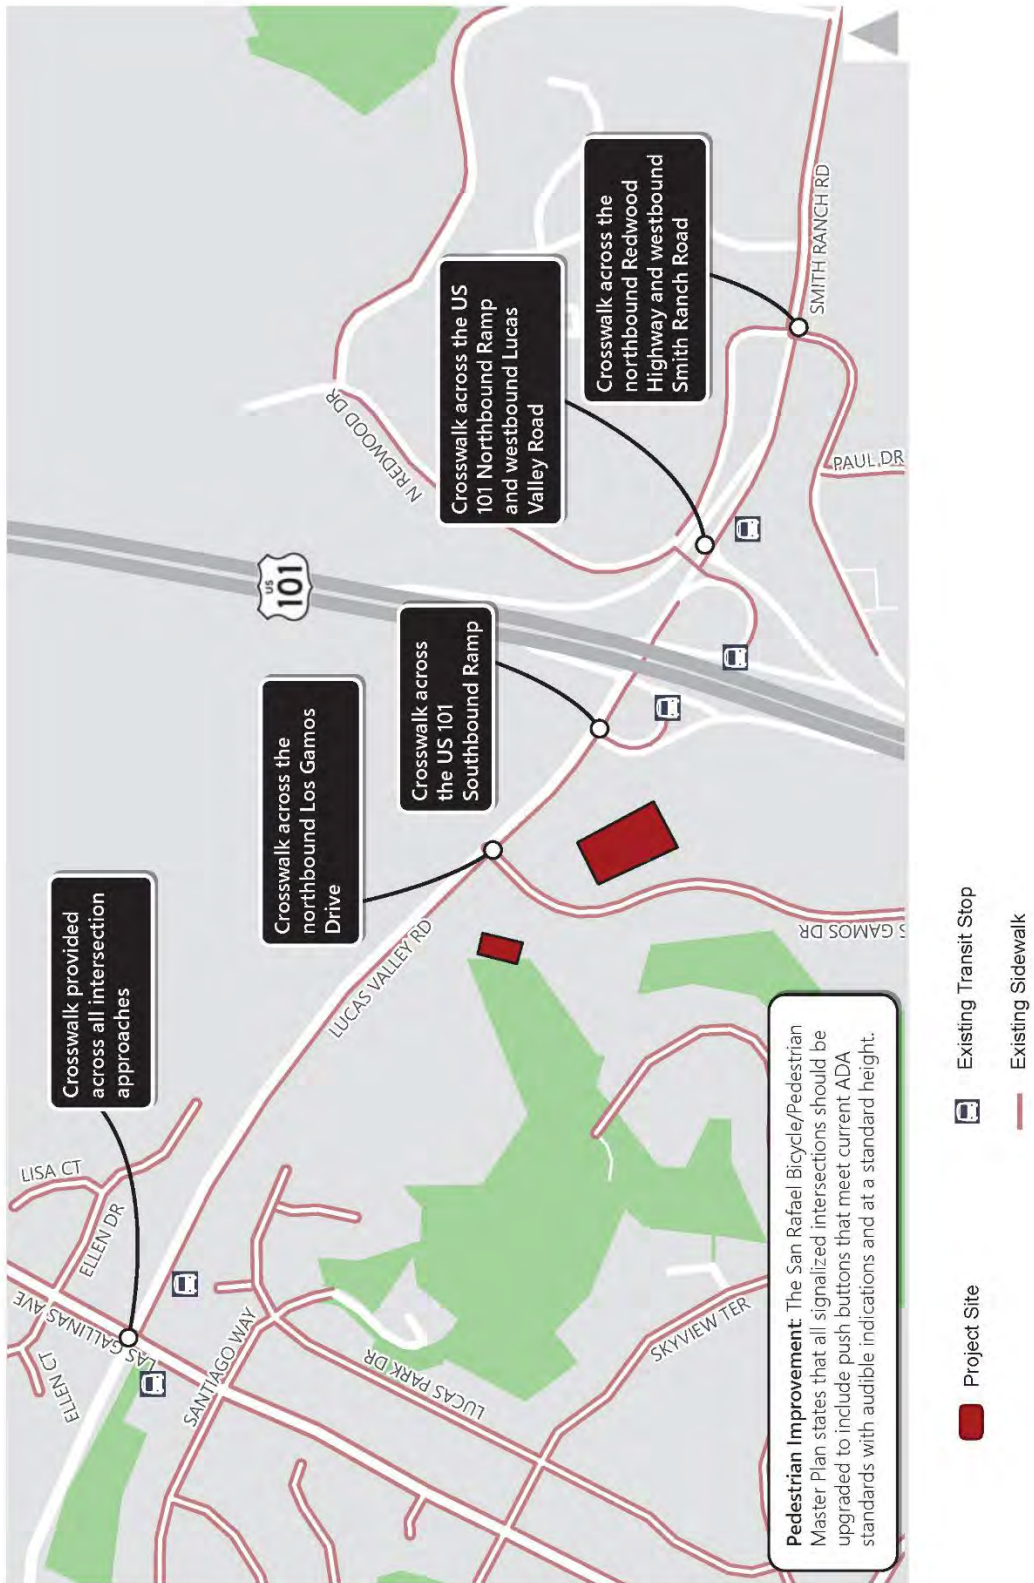 Crosswalk provided
across all intersection
approaches
Crosswalk across the
northbound Los Gamos
Drive
Crosswalk across
the US 101
Southbound Ramp
Crosswalk across the US
101 Northbound Ramp
and westbound Lucas
Valley Road
Crosswalk across the
northbound Redwood
Highway and westbound
Smith Ranch Road
US
101
LISA CT
ELLEN DR
LAS GALLINAS AVE
ELLEN CT
SANTIAGO WAY
LUCAS PARK DR
SKYVIEW TER
LUCAS VALLEY RD
S GAMOS DR
N REDWOOD DR
PAUL DR
SMITH RANCH RD
Pedestrian Improvement: The San Rafael Bicycle/Pedestrian
Master Plan states that all signalized intersections should be
upgraded to include push buttons that meet current ADA
standards with audible indications and at a standard height.
Project Site
Existing Transit Stop
Existing Sidewalk